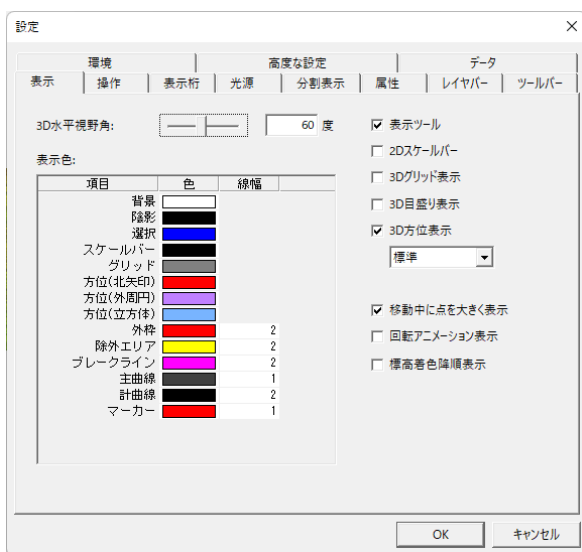 設定
環境 高度な設定 データ
表示 操作 表示桁 光源 分割表示 属性 レイヤバー ツールバー
3D水平視野角: 60 度
表示色:
項目 色 線幅
背景
陰影
選択
スケールバー
グリッド
方位(北矢印)
方位(外周円)
方位(立方体)
外枠 2
除外エリア 2
ブレークライン 2
主曲線 1
計曲線 2
マーカー 1
表示ツール
2Dスケールバー
3Dグリッド表示
3D目盛り表示
3D方位表示
標準
移動中に点を大きく表示
回転アニメーション表示
標高着色降順表示
OK キャンセル